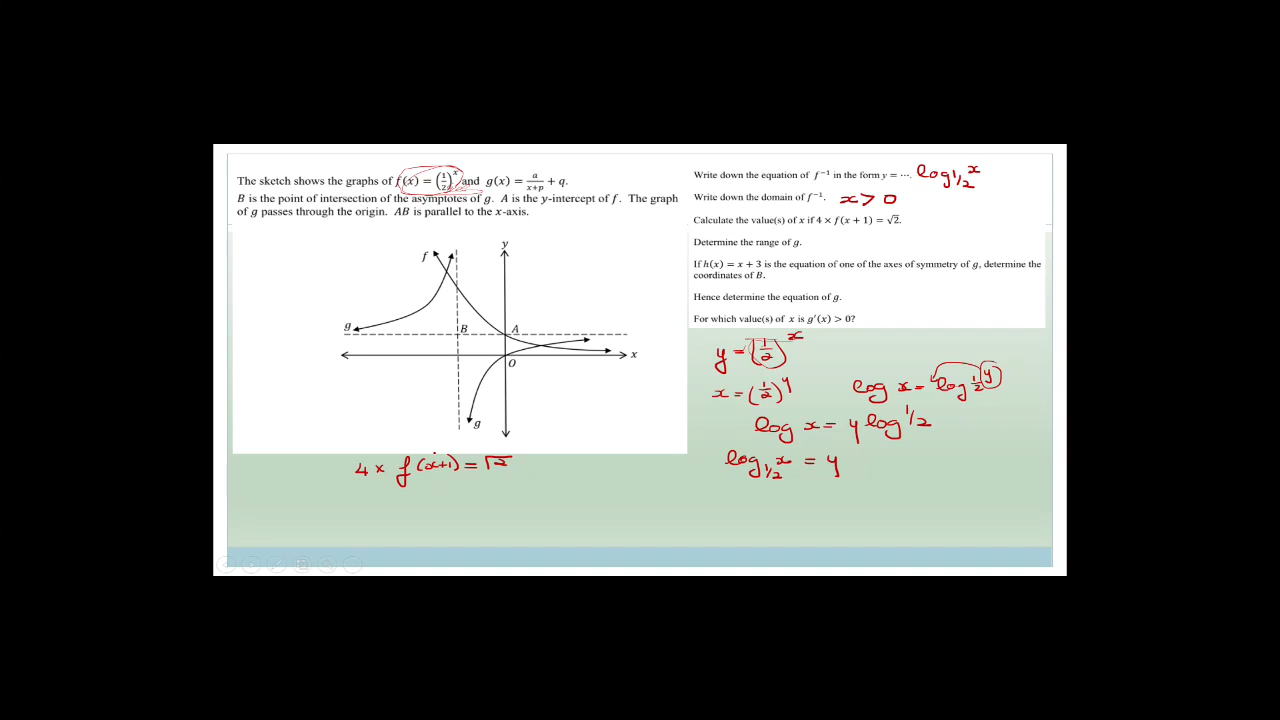 The sketch shows the graphs of f(x) = (1/2)^x and g(x) = a/(x+p) + q.
B is the point of intersection of the asymptotes of g. A is the y-intercept of f. The graph
of g passes through the origin. AB is parallel to the x-axis.
y
f
g
B
A
x
O
g
4 × f(x+1) = √2
Write down the equation of f⁻¹ in the form y = ⋯. log1/2 x
Write down the domain of f⁻¹. x > 0
Calculate the value(s) of x if 4 × f(x + 1) = √2.
Determine the range of g.
If h(x) = x + 3 is the equation of one of the axes of symmetry of g, determine the
coordinates of B.
Hence determine the equation of g.
For which value(s) of x is g′(x) > 0?
y = (1/2)^x
x = (1/2)^y
log x = log 1/2^y
log x = y log 1/2
log1/2 x = y